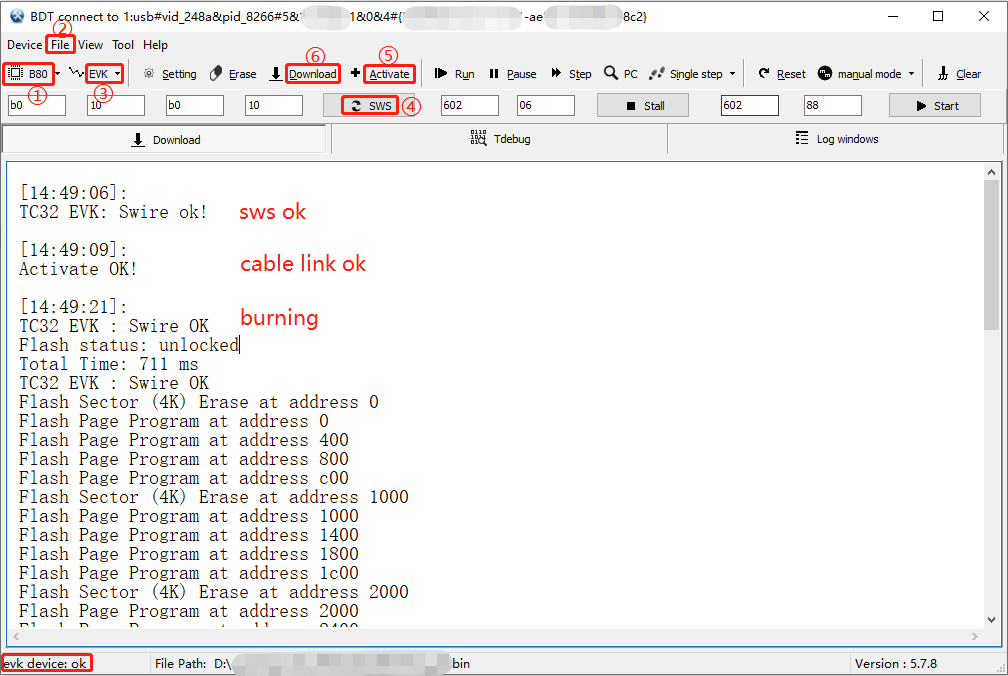 BDT connect to 1:usb#vid_248a&pid_8266#5& 1&0&4#{ -ae 8c2}
②
Device File View Tool Help
⑥ ⑤
B80 EVK Setting Erase Download Activate Run Pause Step PC Single step Reset manual mode Clear
① ③
b0 10 b0 10 SWS ④ 602 06 Stall 602 88 Start
Download Tdebug Log windows
[14:49:06]:
TC32 EVK: Swire ok! sws ok
[14:49:09]:
Activate OK! cable link ok
[14:49:21]:
TC32 EVK : Swire OK burning
Flash status: unlocked
Total Time: 711 ms
TC32 EVK : Swire OK
Flash Sector (4K) Erase at address 0
Flash Page Program at address 0
Flash Page Program at address 400
Flash Page Program at address 800
Flash Page Program at address c00
Flash Sector (4K) Erase at address 1000
Flash Page Program at address 1000
Flash Page Program at address 1400
Flash Page Program at address 1800
Flash Page Program at address 1c00
Flash Sector (4K) Erase at address 2000
Flash Page Program at address 2000
Flash Page Program at address 2400
evk device: ok File Path: D:\ bin Version : 5.7.8